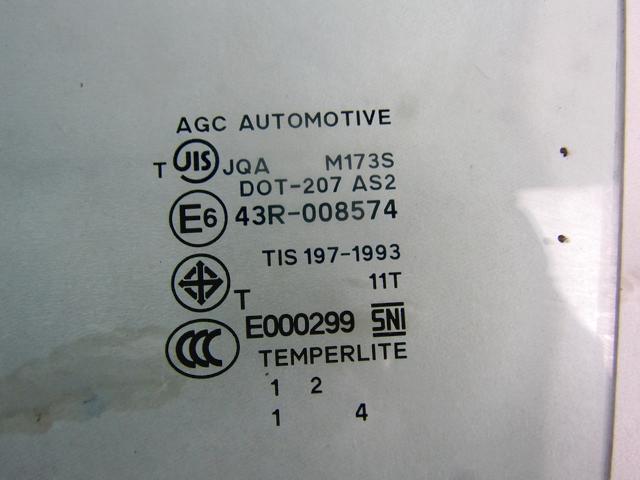 AGC AUTOMOTIVE
T JIS JQA M173S
DOT-207 AS2
E6 43R-008574
TIS 197-1993
T 11T
CCC E000299 SNI
TEMPERLITE
1 2
1 4